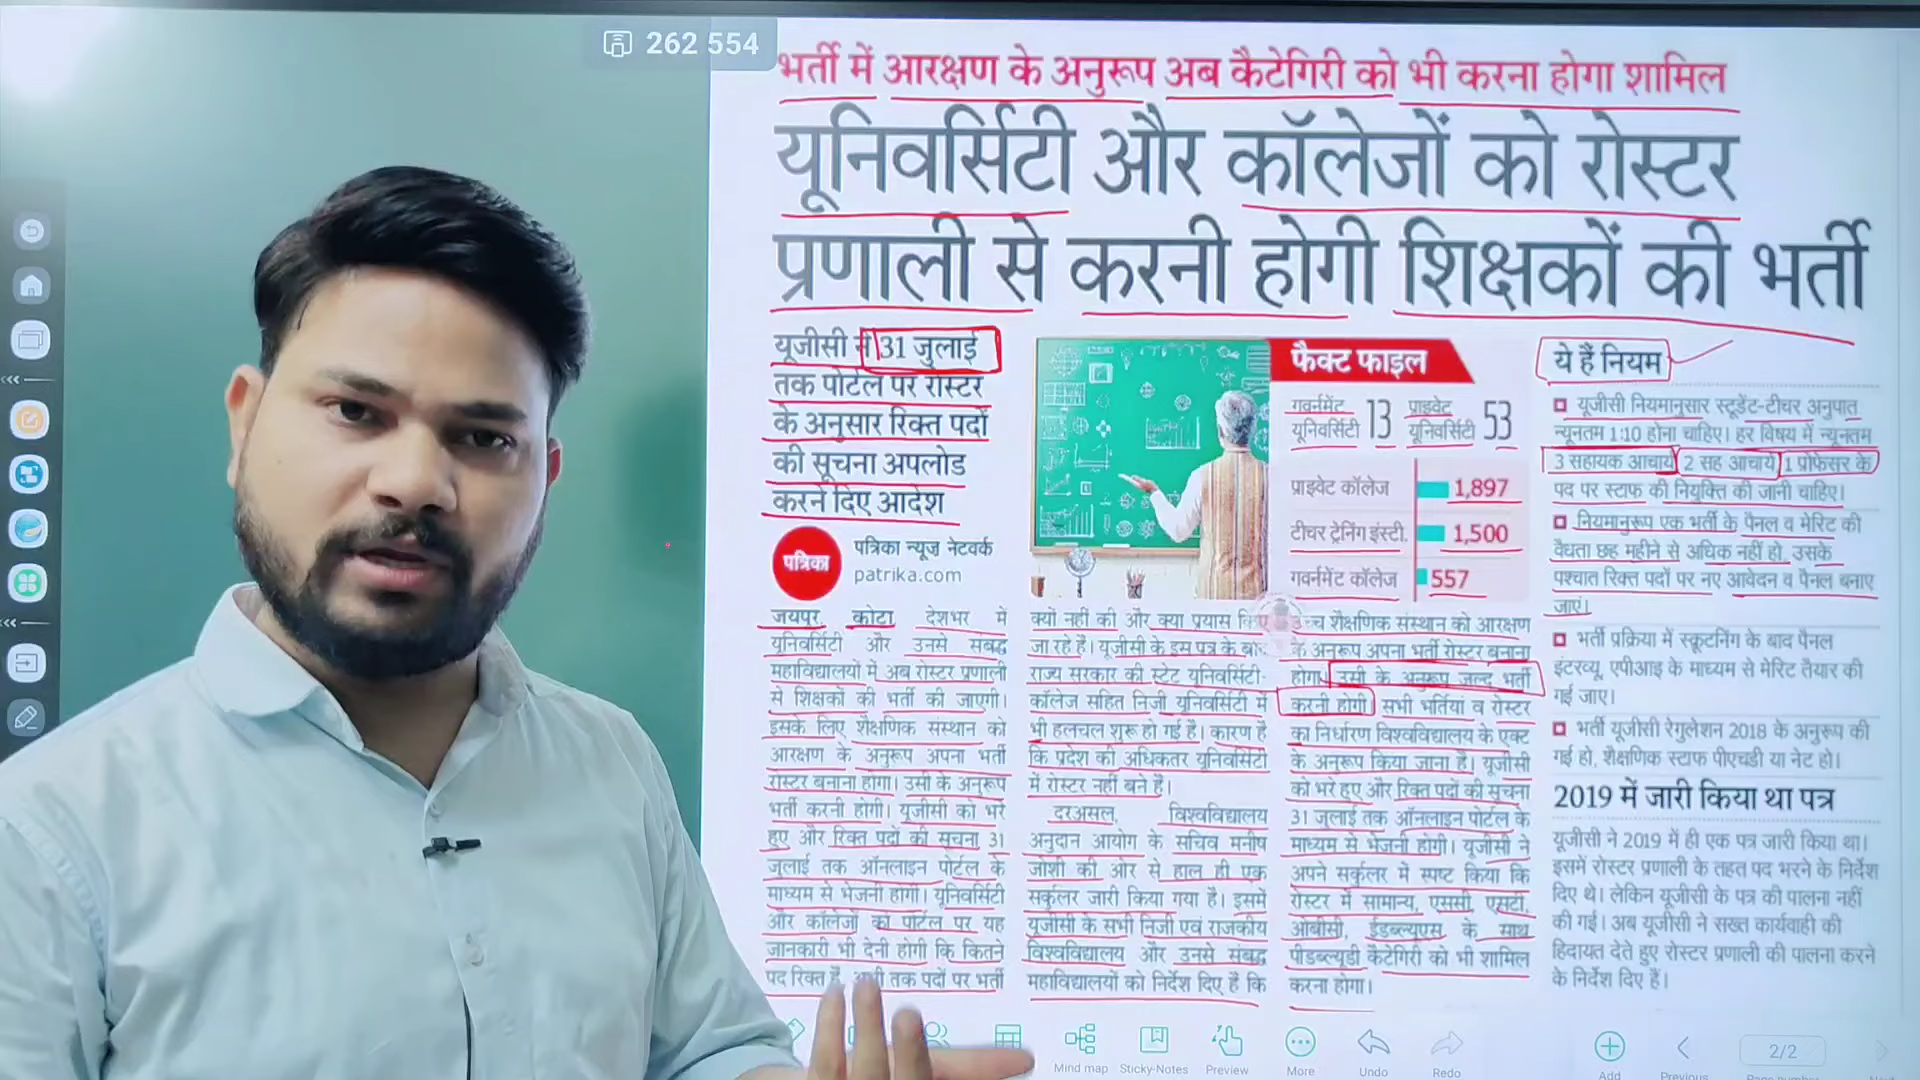 262 554
भर्ती में आरक्षण के अनुरूप अब कैटेगिरी को भी करना होगा शामिल
यूनिवर्सिटी और कॉलेजों को रोस्टर
प्रणाली से करनी होगी शिक्षकों की भर्ती
यूजीसी ने 31 जुलाई
तक पोर्टल पर रोस्टर
के अनुसार रिक्त पदों
की सूचना अपलोड
करने दिए आदेश
पत्रिका
पत्रिका न्यूज नेटवर्क
patrika.com
जयपुर. कोटा. देशभर में
यूनिवर्सिटी और उनसे संबद्ध
महाविद्यालयों में अब रोस्टर प्रणाली
से शिक्षकों की भर्ती की जाएगी।
इसके लिए शैक्षणिक संस्थान को
आरक्षण के अनुरूप अपना भर्ती
रोस्टर बनाना होगा। उसी के अनुरूप
भर्ती करनी होगी। यूजीसी को भरे
हुए और रिक्त पदों की सूचना 31
जुलाई तक ऑनलाइन पोर्टल के
माध्यम से भेजनी होगी। यूनिवर्सिटी
और कॉलेजों को पोर्टल पर यह
जानकारी भी देनी होगी कि कितने
पद रिक्त हैं, तक पदों पर भर्ती
क्यों नहीं की और क्या प्रयास किए
जा रहे हैं। यूजीसी के इस पत्र के बाद
राज्य सरकार की स्टेट यूनिवर्सिटी-
कॉलेज सहित निजी यूनिवर्सिटी में
भी हलचल शुरू हो गई है। कारण है
कि प्रदेश की अधिकतर यूनिवर्सिटी
में रोस्टर नहीं बने है।
दरअसल, विश्वविद्यालय
अनुदान आयोग के सचिव मनीष
जोशी की ओर से हाल ही एक
सर्कुलर जारी किया गया है। इसमें
यूजीसी के सभी निजी एवं राजकीय
विश्वविद्यालय और उनसे संबद्ध
महाविद्यालयों को निर्देश दिए हैं कि
फैक्ट फाइल
गवर्नमेंट यूनिवर्सिटी 13 प्राइवेट यूनिवर्सिटी 53
प्राइवेट कॉलेज 1,897
टीचर ट्रेनिंग इंस्टी. 1,500
गवर्नमेंट कॉलेज 557
उच्च शैक्षणिक संस्थान को आरक्षण
के अनुरूप अपना भर्ती रोस्टर बनाना
होगा। उसी के अनुरूप जल्द भर्ती
करनी होगी। सभी भर्तियां व रोस्टर
का निर्धारण विश्वविद्यालय के एक्ट
के अनुरूप किया जाना है। यूजीसी
को भरे हुए और रिक्त पदों की सूचना
31 जुलाई तक ऑनलाइन पोर्टल के
माध्यम से भेजनी होगी। यूजीसी ने
अपने सर्कुलर में स्पष्ट किया कि
रोस्टर में सामान्य, एससी, एसटी,
ओबीसी, ईडब्ल्यूएस के साथ
पीडब्ल्यूडी कैटेगिरी को भी शामिल
करना होगा।
ये हैं नियम
यूजीसी नियमानुसार स्टूडेंट-टीचर अनुपात
न्यूनतम 1:10 होना चाहिए। हर विषय में न्यूनतम
3 सहायक आचार्य 2 सह आचार्य 1 प्रोफेसर के
पद पर स्टाफ की नियुक्ति की जानी चाहिए।
नियमानुरूप एक भर्ती के पैनल व मेरिट की
वैधता छह महीने से अधिक नहीं हो, उसके
पश्चात रिक्त पदों पर नए आवेदन व पैनल बनाए
जाएं।
भर्ती प्रक्रिया में स्क्रूटनिंग के बाद पैनल
इंटरव्यू, एपीआइ के माध्यम से मेरिट तैयार की
गई जाए।
भर्ती यूजीसी रेगुलेशन 2018 के अनुरूप की
गई हो, शैक्षणिक स्टाफ पीएचडी या नेट हो।
2019 में जारी किया था पत्र
यूजीसी ने 2019 में ही एक पत्र जारी किया था।
इसमें रोस्टर प्रणाली के तहत पद भरने के निर्देश
दिए थे। लेकिन यूजीसी के पत्र की पालना नहीं
की गई। अब यूजीसी ने सख्त कार्यवाही की
हिदायत देते हुए रोस्टर प्रणाली की पालना करने
के निर्देश दिए हैं।
Mind map Sticky-Notes Preview More Undo Redo Add Previous 2/2